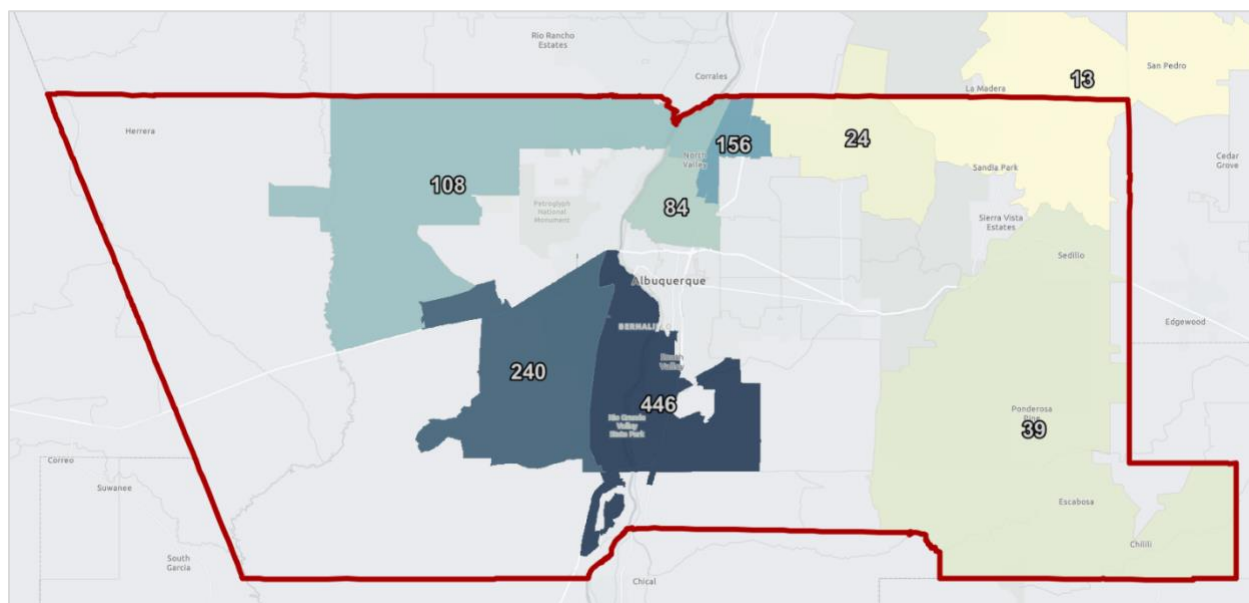 Rio Rancho
Estates
Corrales
La Madera
13
San Pedro
Herrera
156
24
North
Valley
Cedar
Grove
Sandia Park
108
Petroglyph
National
Monument
84
Sierra Vista
Estates
Sedillo
Albuquerque
BERNALILLO
Edgewood
South
Valley
240
446
Rio Grande
Valley
State Park
Ponderosa
Pine
39
Correo
Suwanee
Escabosa
Chilili
South
Garcia
Chical